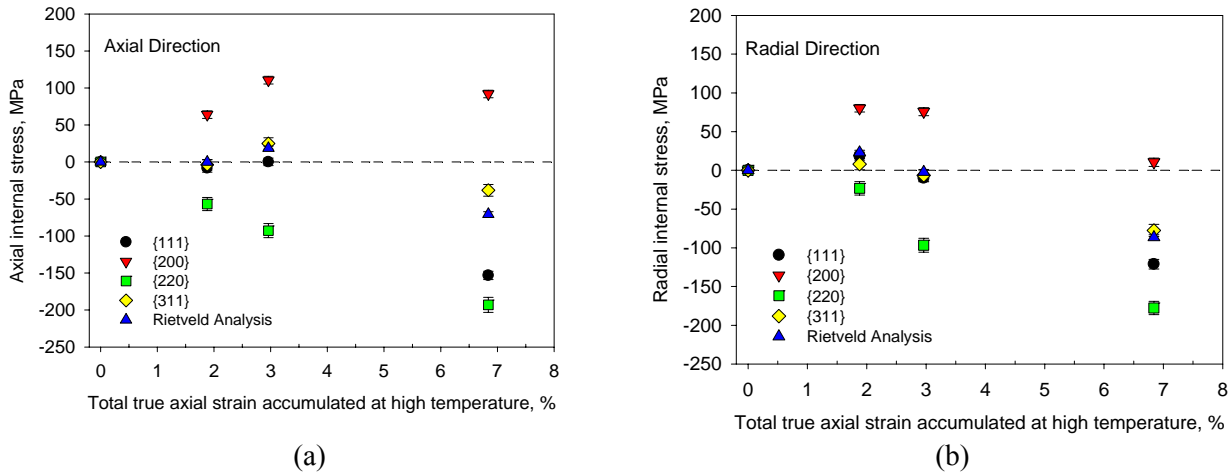 Axial Direction
Axial internal stress, MPa
200
150
100
50
0
-50
-100
-150
-200
-250
{111}
{200}
{220}
{311}
Rietveld Analysis
0 1 2 3 4 5 6 7 8
Total true axial strain accumulated at high temperature, %
(a)
Radial Direction
Radial internal stress, MPa
200
150
100
50
0
-50
-100
-150
-200
-250
{111}
{200}
{220}
{311}
Rietveld Analysis
0 1 2 3 4 5 6 7 8
Total true axial strain accumulated at high temperature, %
(b)